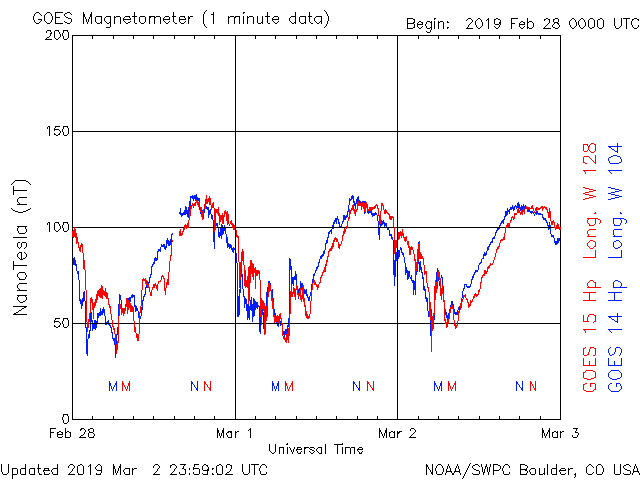 GOES Magnetometer (1 minute data)
Begin: 2019 Feb 28 0000 UTC
200
150
100
50
0
NanoTesla (nT)
M M N N M M N N M M N N
Feb 28 Mar 1 Mar 2 Mar 3
Universal Time
GOES 15 Hp Long. W 128
GOES 14 Hp Long. W 104
Updated 2019 Mar 2 23:59:02 UTC
NOAA/SWPC Boulder, CO USA